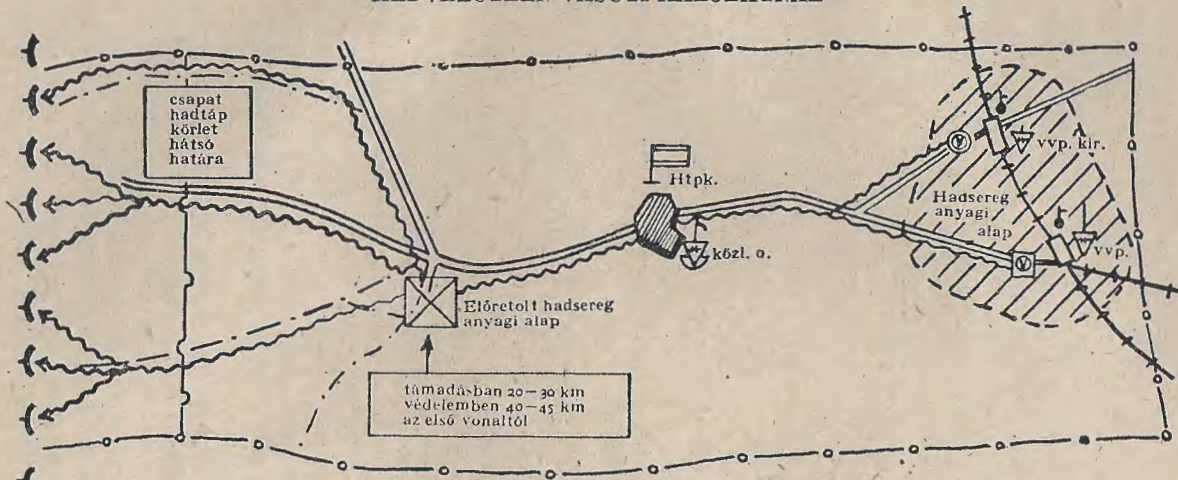 csapat
hadtáp
körlet
hátsó
határa
Htpk.
közl. o.
vvp. kir.
Hadsereg
anyagi
alap
vvp.
Előretolt hadsereg
anyagi alap
támadásban 20—30 km
védelemben 40—45 km
az első vonaltól